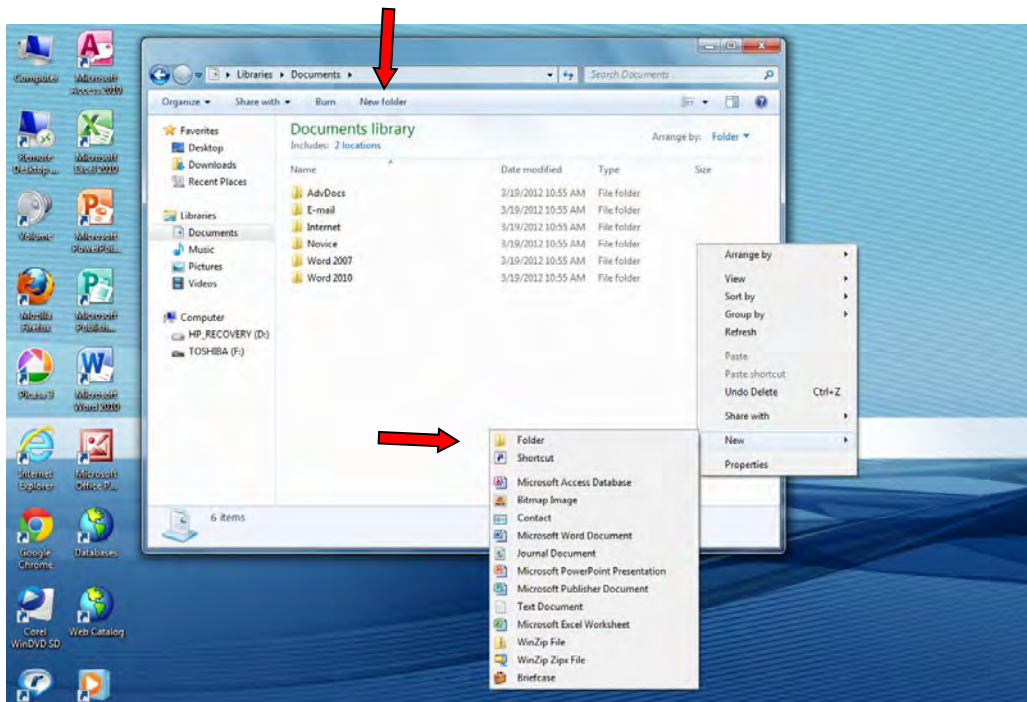 Computer
Microsoft Access 2010
Remote Desktop ...
Microsoft Excel 2010
Volume
Microsoft PowerPoi...
Mozilla Firefox
Microsoft Publish...
Picasa 3
Microsoft Word 2010
Internet Explorer
Microsoft Office Pi...
Google Chrome
Databases
Corel WinDVD SD
Web Catalog
Libraries Documents
Search Documents
Organize Share with Burn New folder
Favorites
Desktop
Downloads
Recent Places
Libraries
Documents
Music
Pictures
Videos
Computer
HP_RECOVERY (D:)
TOSHIBA (F:)
Documents library
Includes: 2 locations
Arrange by: Folder
Name Date modified Type Size
AdvDocs 3/19/2012 10:55 AM File folder
E-mail 3/19/2012 10:55 AM File folder
Internet 3/19/2012 10:55 AM File folder
Novice 3/19/2012 10:55 AM File folder
Word 2007 3/19/2012 10:55 AM File folder
Word 2010 3/19/2012 10:55 AM File folder
6 items
Arrange by
View
Sort by
Group by
Refresh
Paste
Paste shortcut
Undo Delete Ctrl+Z
Share with
New
Properties
Folder
Shortcut
Microsoft Access Database
Bitmap Image
Contact
Microsoft Word Document
Journal Document
Microsoft PowerPoint Presentation
Microsoft Publisher Document
Text Document
Microsoft Excel Worksheet
WinZip File
WinZip Zipx File
Briefcase